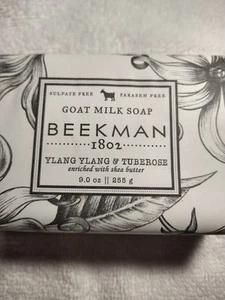 SULFATE FREE PARABEN FREE
GOAT MILK SOAP
BEEKMAN
1802
YLANG YLANG & TUBEROSE
enriched with shea butter
9.0 oz || 255 g